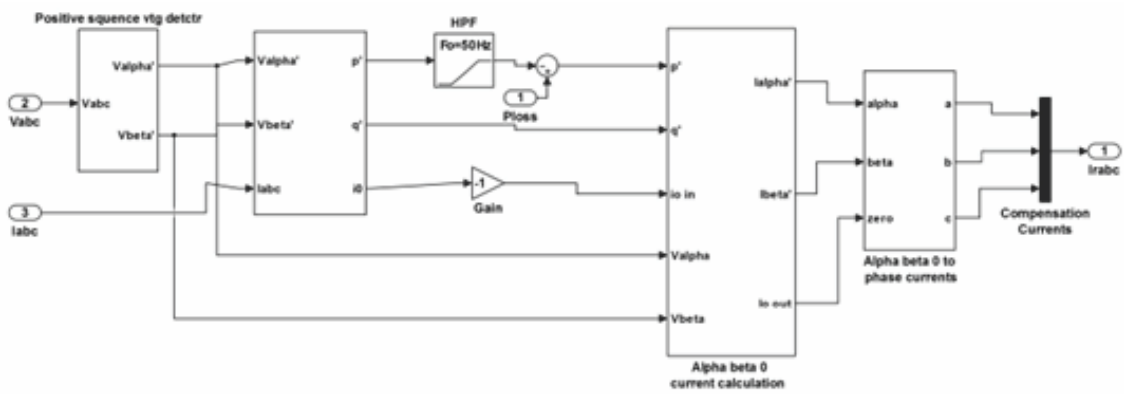 Positive squence vtg detctr
2
Vabc
Vabc
Valpha'
Vbeta'
3
Iabc
Valpha'
Vbeta'
Iabc
p'
q'
i0
HPF
Fo=50Hz
1
Ploss
-1
Gain
p'
q'
io in
Valpha
Vbeta
Ialpha'
Ibeta'
Io out
Alpha beta 0
current calculation
alpha
beta
zero
a
b
c
Alpha beta 0 to
phase currents
Compensation
Currents
1
Irabc